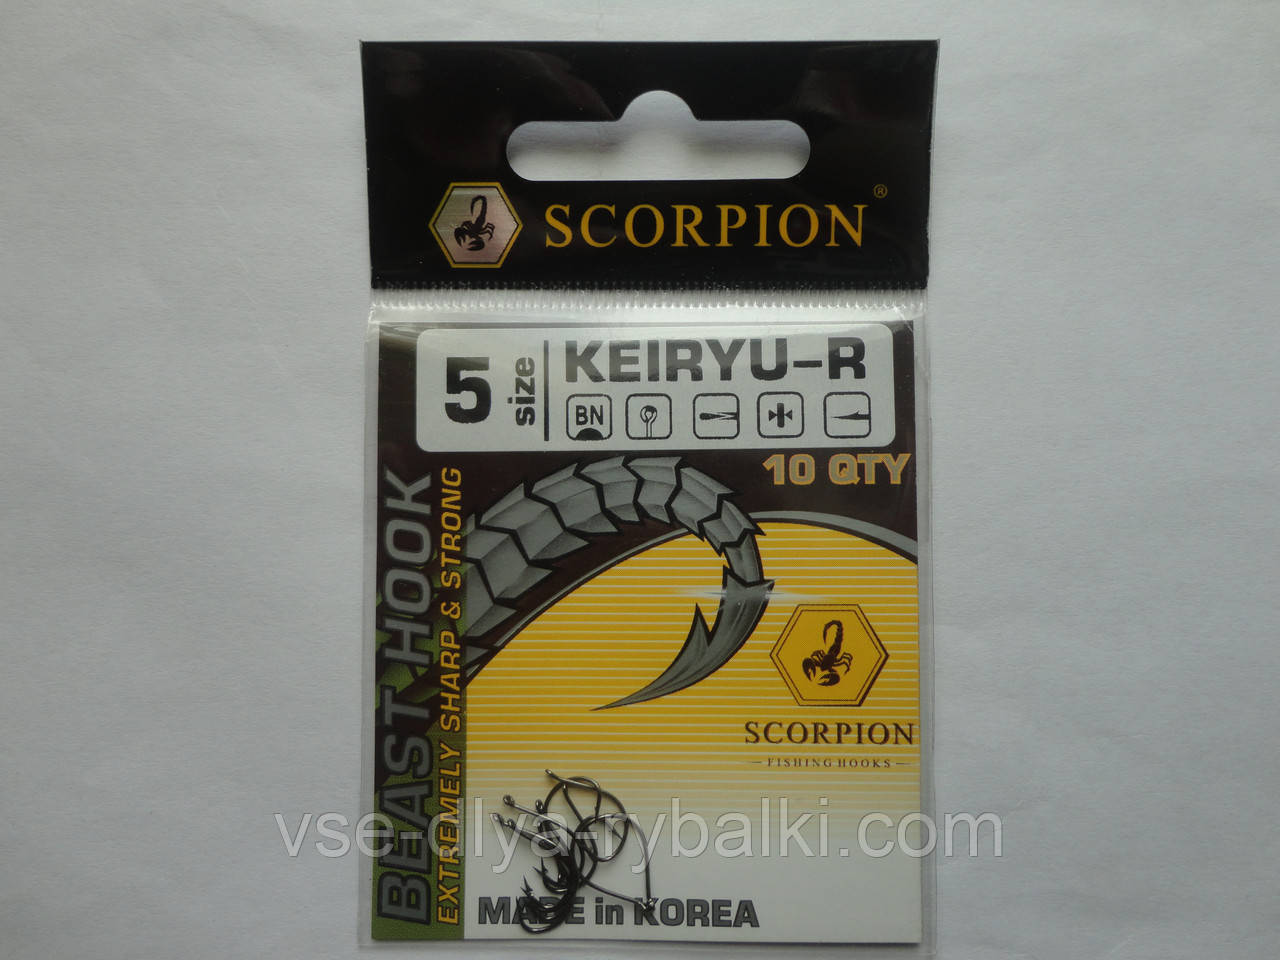 SCORPION®
5 size
KEIRYU-R
BN
10 QTY
BEAST HOOK
EXTREMELY SHARP & STRONG
SCORPION
FISHING HOOKS
vse-dlya-rybalki.com
MADE in KOREA